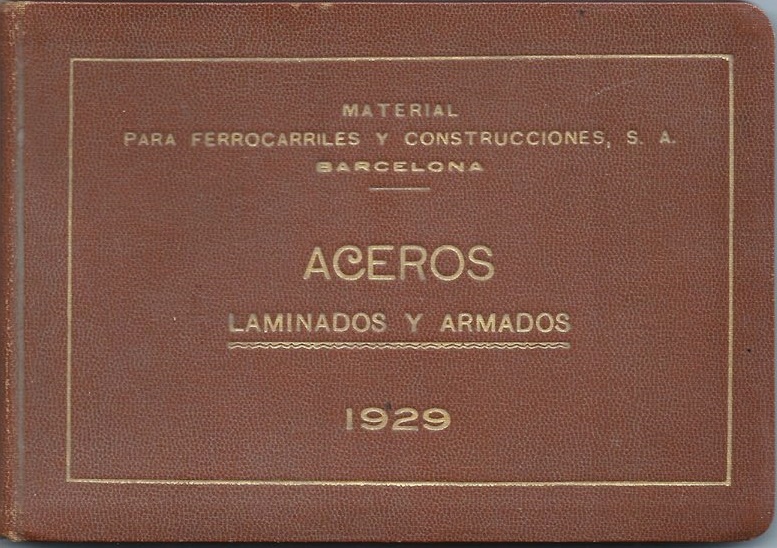 MATERIAL
PARA FERROCARRILES Y CONSTRUCCIONES, S. A.
BARCELONA
ACEROS
LAMINADOS Y ARMADOS
1929